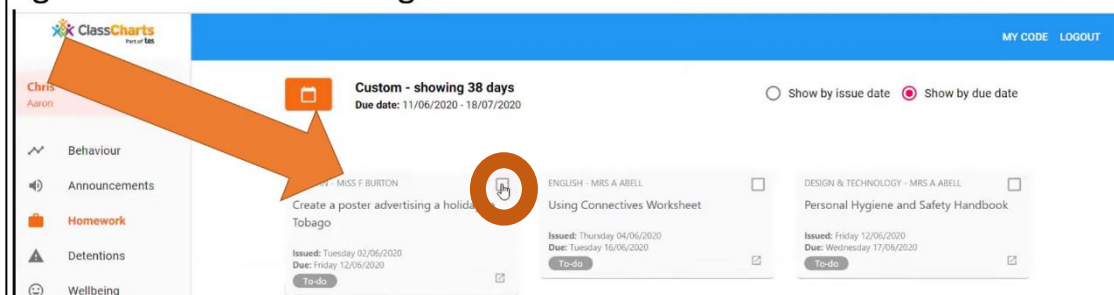 ClassCharts
Part of tes
MY CODE LOGOUT
Chris
Aaron
Custom - showing 38 days
Due date: 11/06/2020 - 18/07/2020
Show by issue date
Show by due date
Behaviour
Announcements
Homework
Detentions
Wellbeing
MISS F BURTON
Create a poster advertising a holiday
Tobago
Issued: Tuesday 02/06/2020
Due: Friday 12/06/2020
To-do
ENGLISH - MRS A ABELL
Using Connectives Worksheet
Issued: Thursday 04/06/2020
Due: Tuesday 16/06/2020
To-do
DESIGN & TECHNOLOGY - MRS A ABELL
Personal Hygiene and Safety Handbook
Issued: Friday 12/06/2020
Due: Wednesday 17/06/2020
To-do